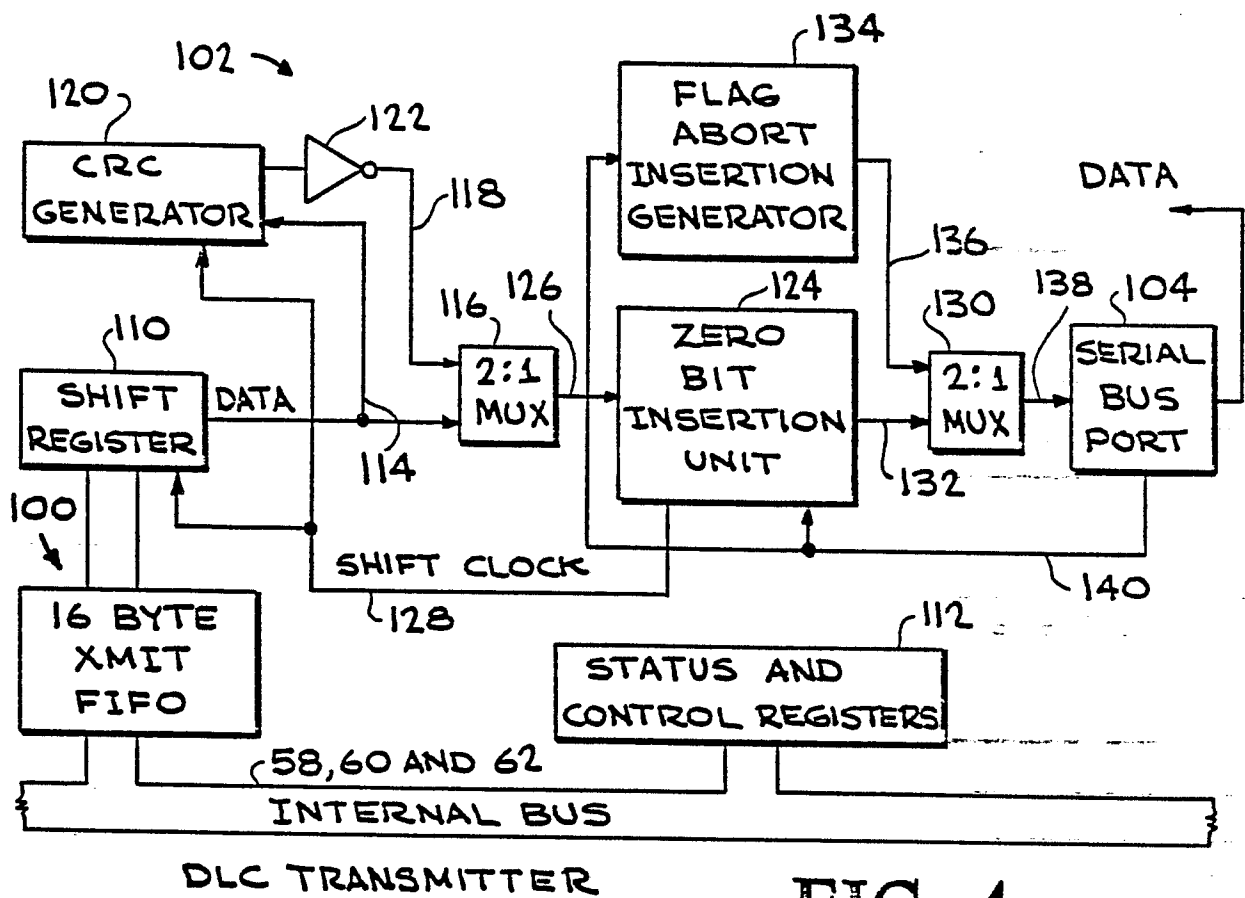 102
134
120
122
CRC
GENERATOR
118
FLAG
ABORT
INSERTION
GENERATOR
DATA
136
126
124
138
104
116
130
110
2:1
MUX
ZERO
BIT
INSERTION
UNIT
2:1
MUX
SERIAL
BUS
PORT
SHIFT
REGISTER
DATA
114
132
100
SHIFT CLOCK
128
140
16 BYTE
XMIT
FIFO
112
STATUS AND
CONTROL REGISTERS
58, 60 AND 62
INTERNAL BUS
DLC TRANSMITTER